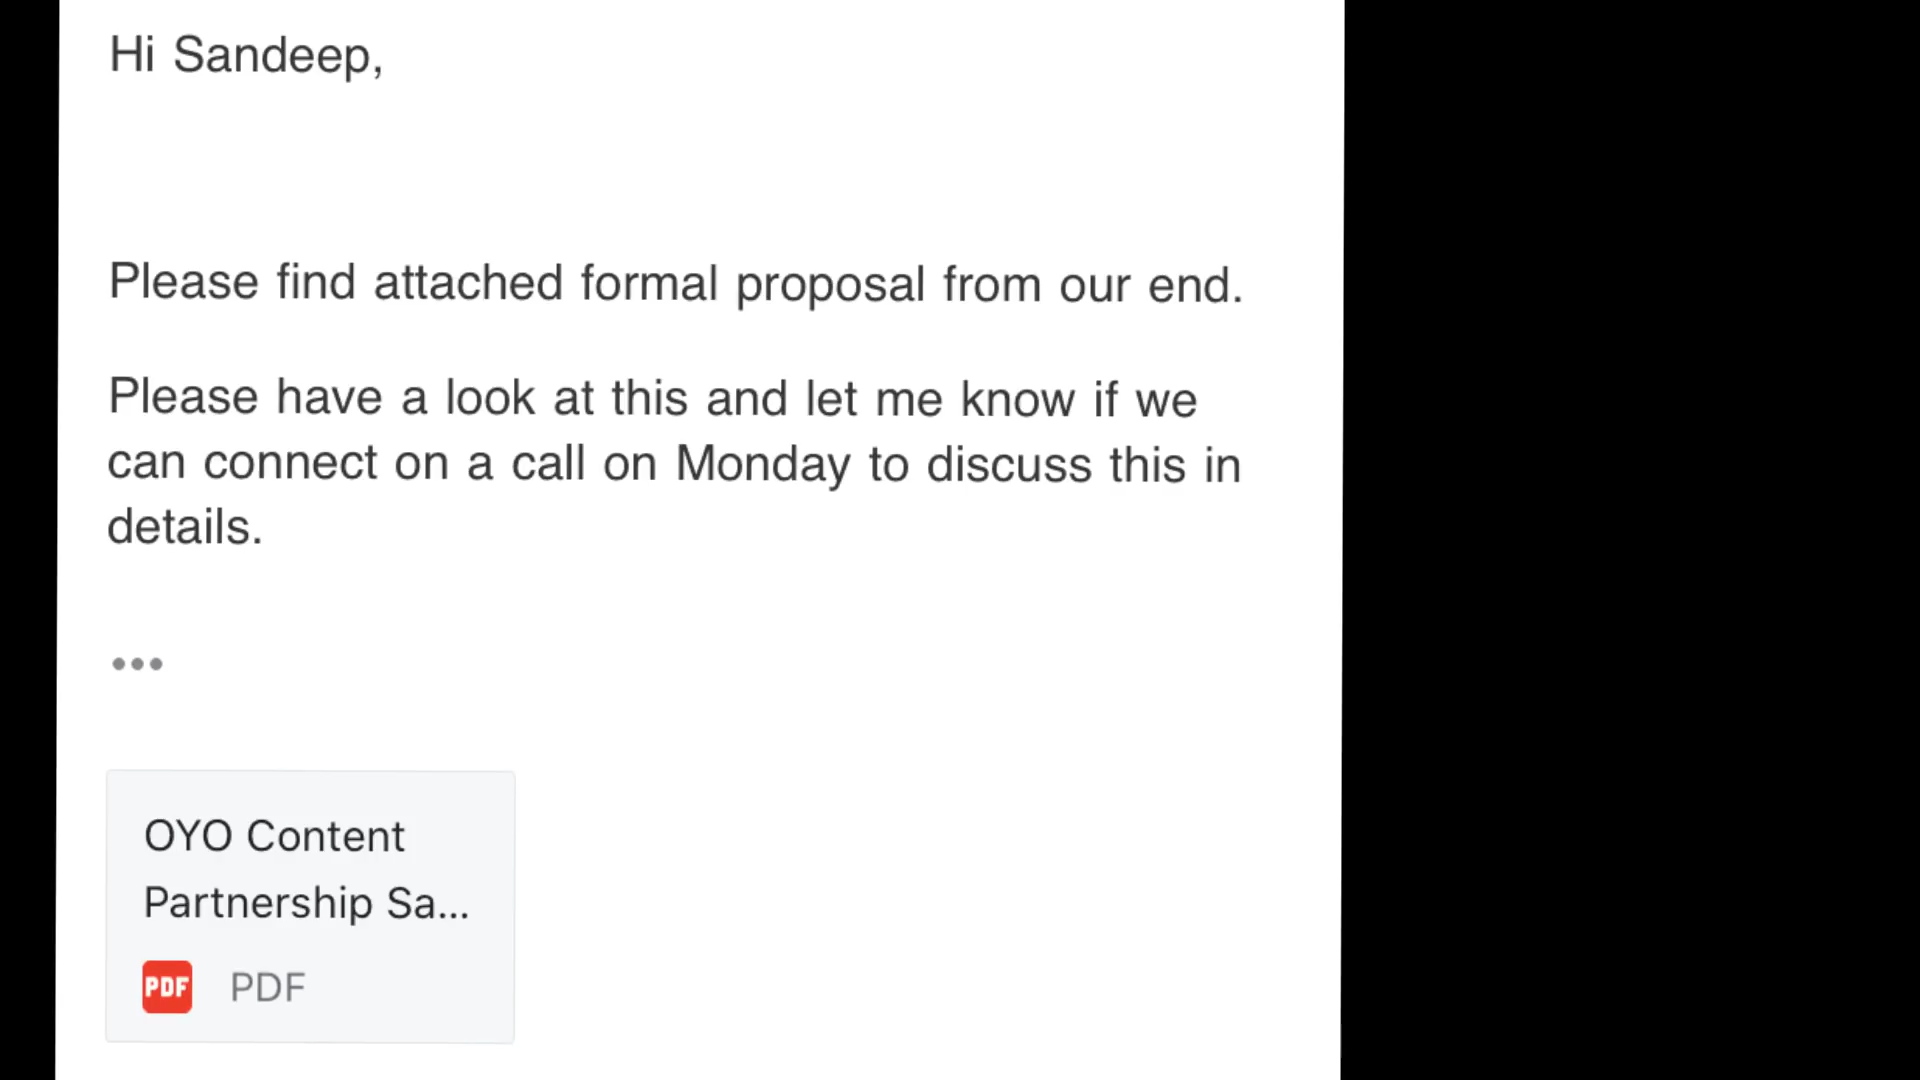 Hi Sandeep,
Please find attached formal proposal from our end.
Please have a look at this and let me know if we
can connect on a call on Monday to discuss this in
details.
OYO Content
Partnership Sa...
PDF PDF